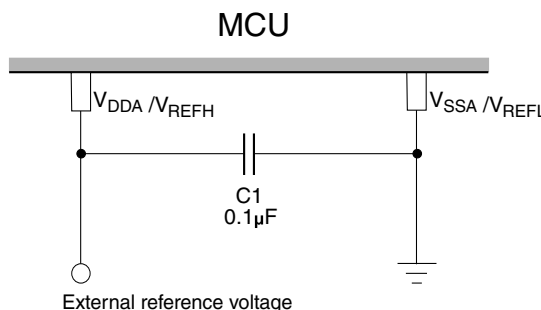 MCU
VDDA /VREFH
VSSA /VREFL
C1
0.1µF
External reference voltage